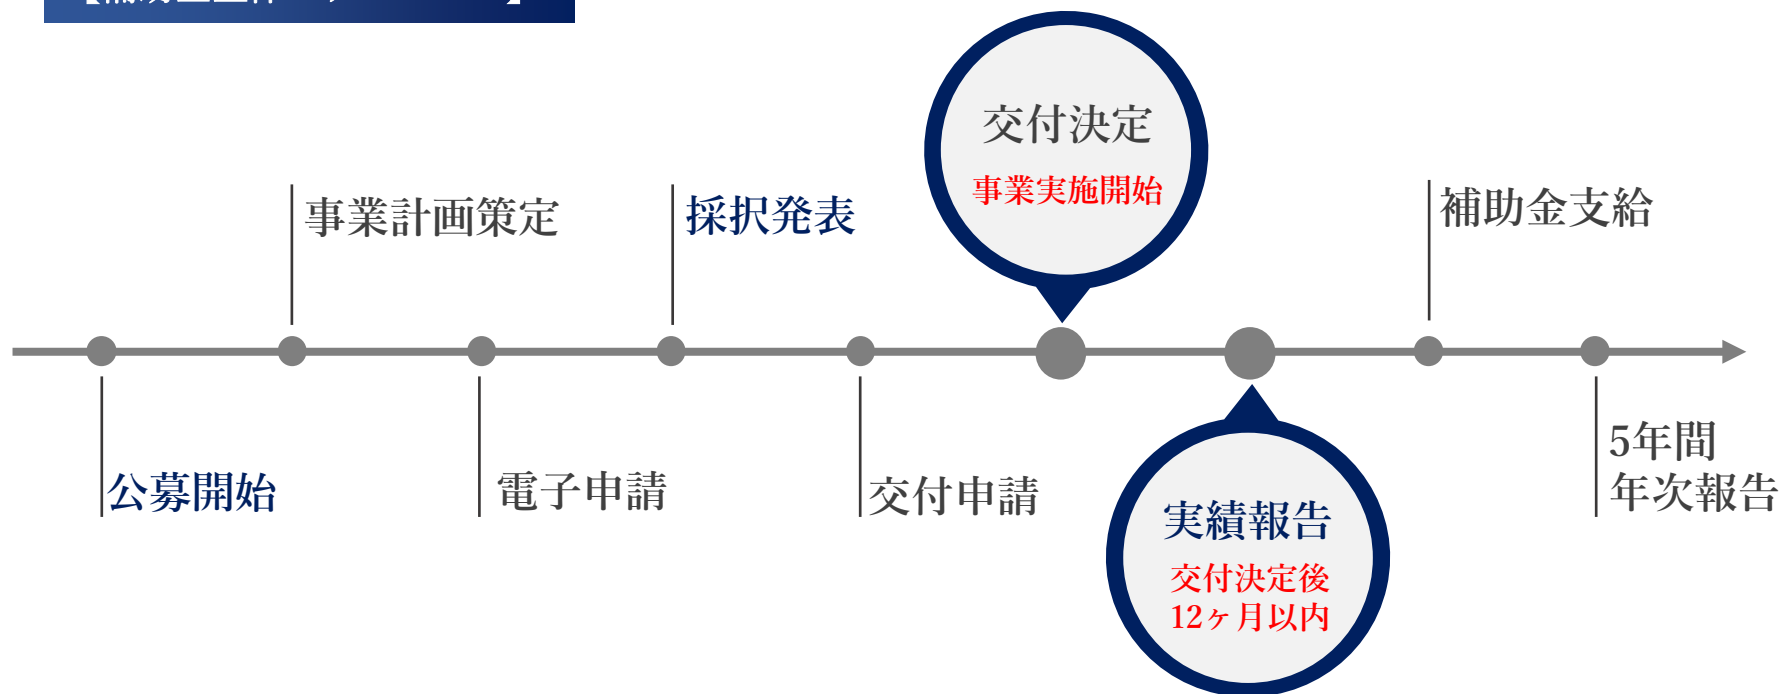 公募開始
事業計画策定
電子申請
採択発表
交付申請
交付決定
事業実施開始
実績報告
交付決定後
12ヶ月以内
補助金支給
5年間
年次報告